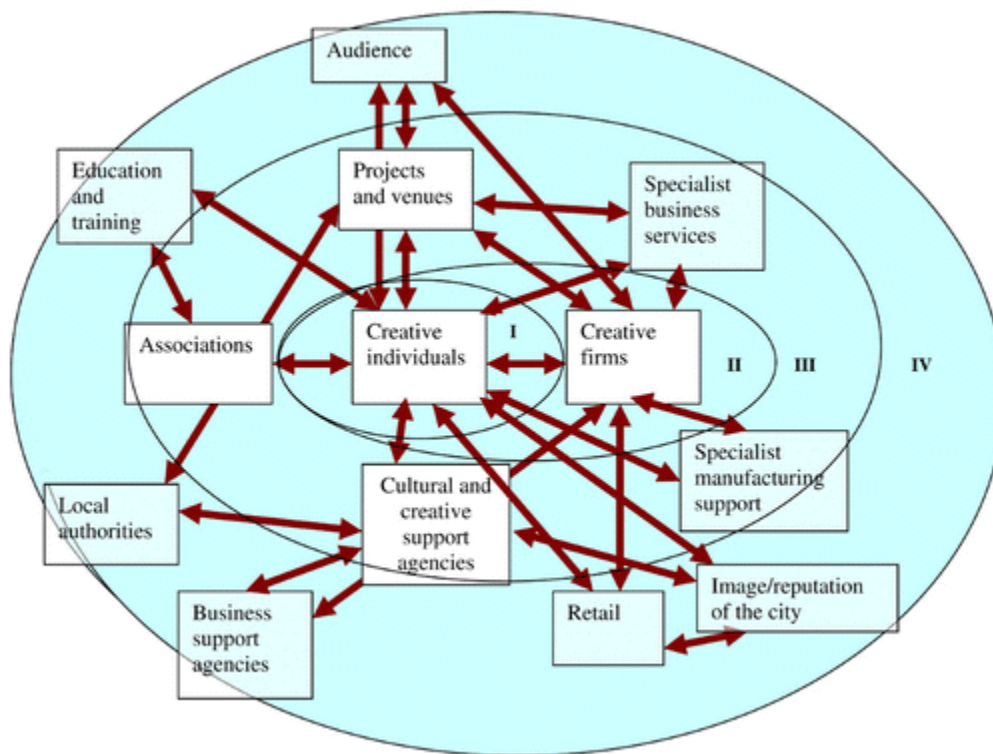 Audience
Education
and
training
Projects
and venues
Specialist
business
services
Associations
Creative
individuals
I
Creative
firms
II
III
IV
Specialist
manufacturing
support
Local
authorities
Cultural and
creative
support
agencies
Business
support
agencies
Retail
Image/reputation
of the city